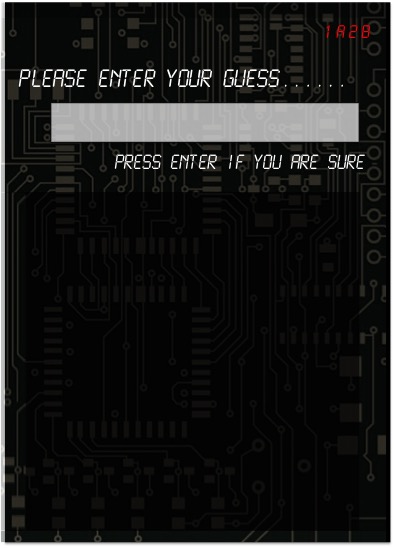 1A2B
PLEASE ENTER YOUR GUESS......
PRESS ENTER IF YOU ARE SURE